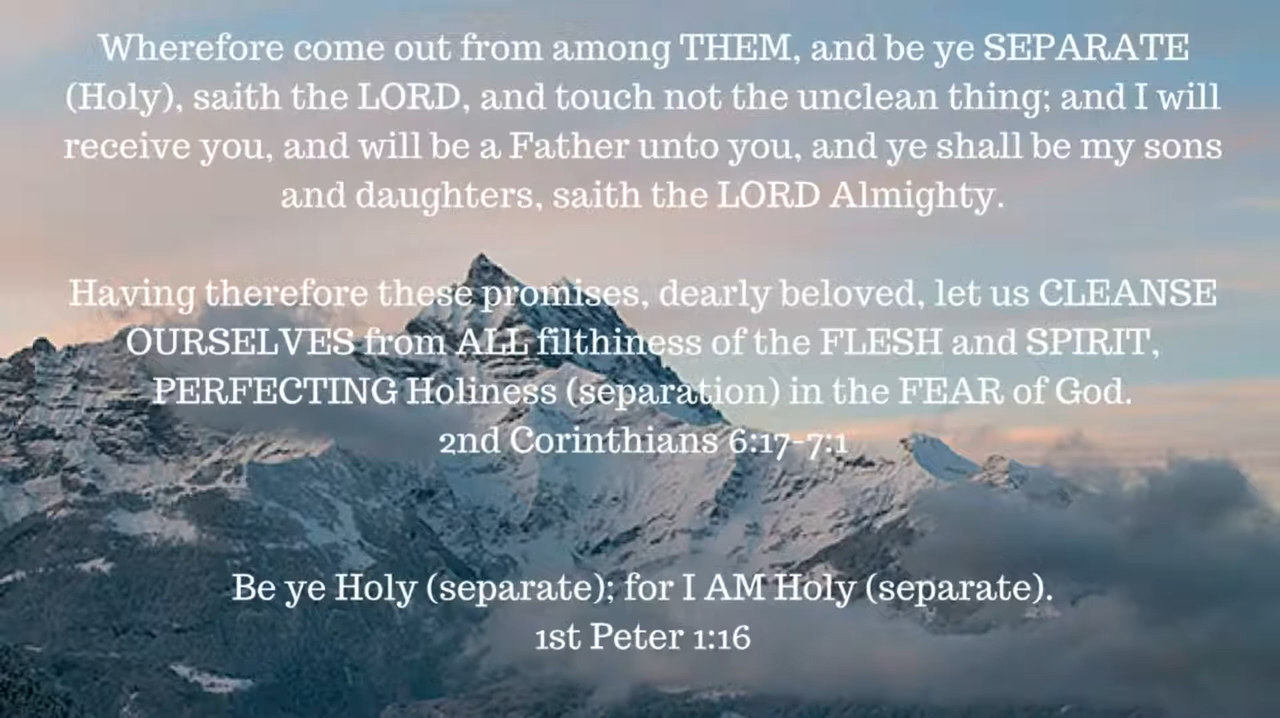 Wherefore come out from among THEM, and be ye SEPARATE
(Holy), saith the LORD, and touch not the unclean thing; and I will
receive you, and will be a Father unto you, and ye shall be my sons
and daughters, saith the LORD Almighty.
Having therefore these promises, dearly beloved, let us CLEANSE
OURSELVES from ALL filthiness of the FLESH and SPIRIT,
PERFECTING Holiness (separation) in the FEAR of God.
2nd Corinthians 6:17-7:1
Be ye Holy (separate); for I AM Holy (separate).
1st Peter 1:16